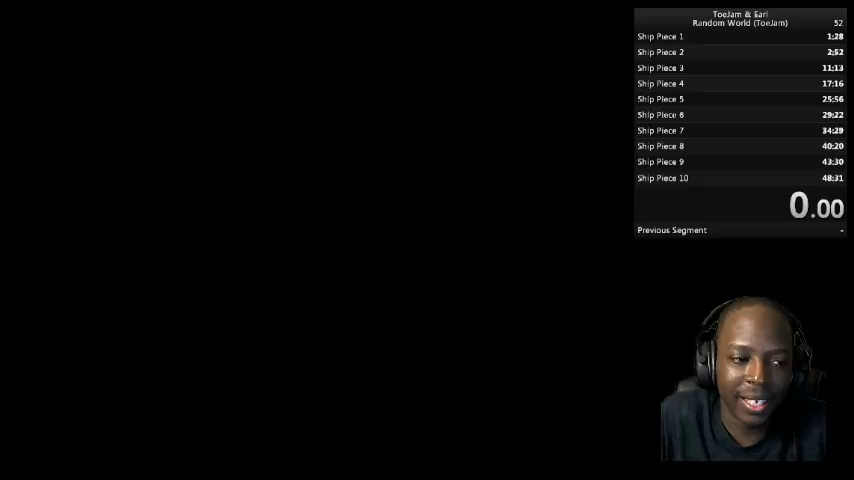 ToeJam & Earl
Random World (ToeJam) 52
Ship Piece 1 1:28
Ship Piece 2 2:52
Ship Piece 3 11:13
Ship Piece 4 17:16
Ship Piece 5 25:56
Ship Piece 6 29:22
Ship Piece 7 34:29
Ship Piece 8 40:20
Ship Piece 9 43:30
Ship Piece 10 48:31
0.00
Previous Segment -